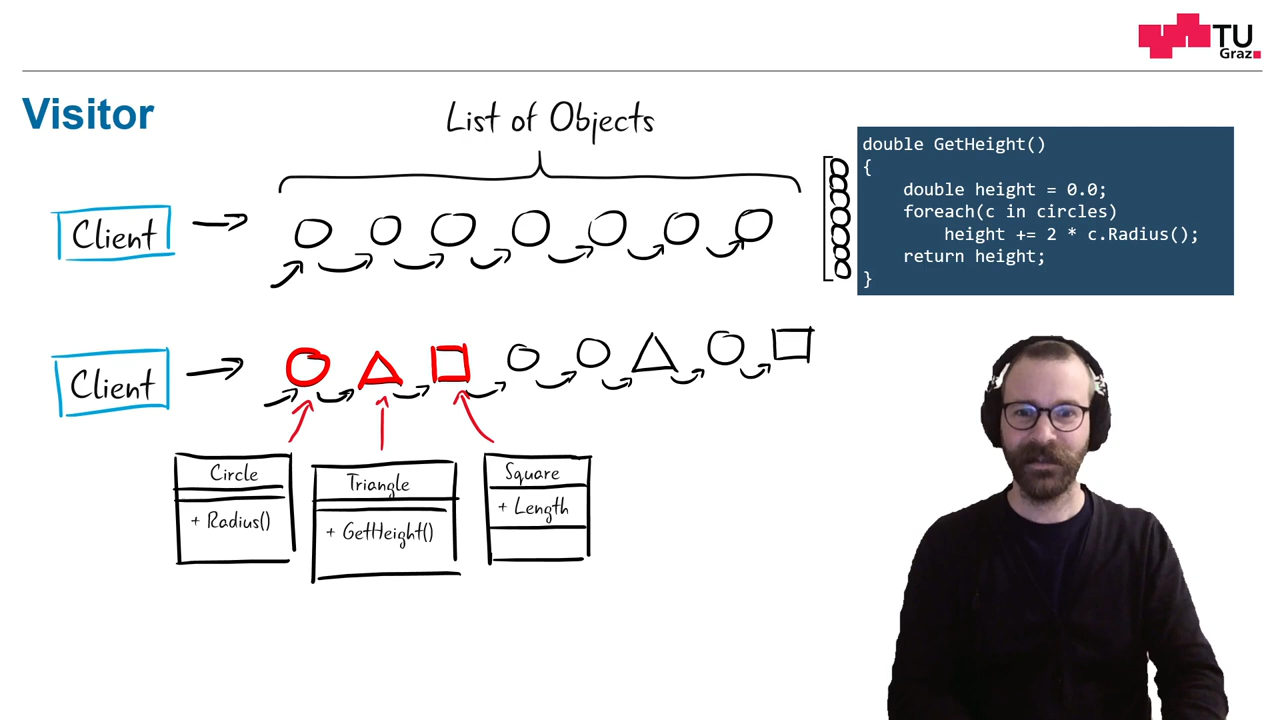 TU
Graz
Visitor
List of Objects
Client
double GetHeight()
{
double height = 0.0;
foreach(c in circles)
height += 2 * c.Radius();
return height;
}
Client
Circle
+ Radius()
Triangle
+ GetHeight()
Square
+ Length